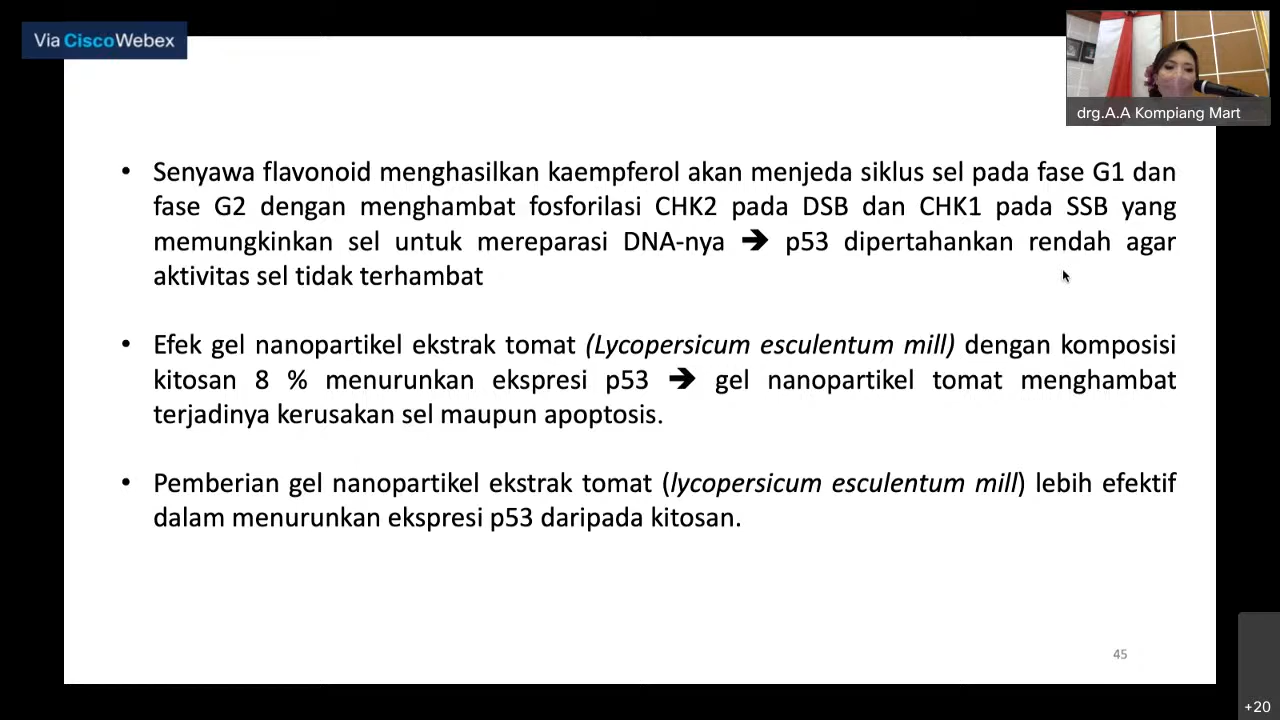 Via CiscoWebex
drg.A.A Kompiang Mart
• Senyawa flavonoid menghasilkan kaempferol akan menjeda siklus sel pada fase G1 dan
fase G2 dengan menghambat fosforilasi CHK2 pada DSB dan CHK1 pada SSB yang
memungkinkan sel untuk mereparasi DNA-nya ➔ p53 dipertahankan rendah agar
aktivitas sel tidak terhambat
• Efek gel nanopartikel ekstrak tomat (Lycopersicum esculentum mill) dengan komposisi
kitosan 8 % menurunkan ekspresi p53 ➔ gel nanopartikel tomat menghambat
terjadinya kerusakan sel maupun apoptosis.
• Pemberian gel nanopartikel ekstrak tomat (lycopersicum esculentum mill) lebih efektif
dalam menurunkan ekspresi p53 daripada kitosan.
45
+20